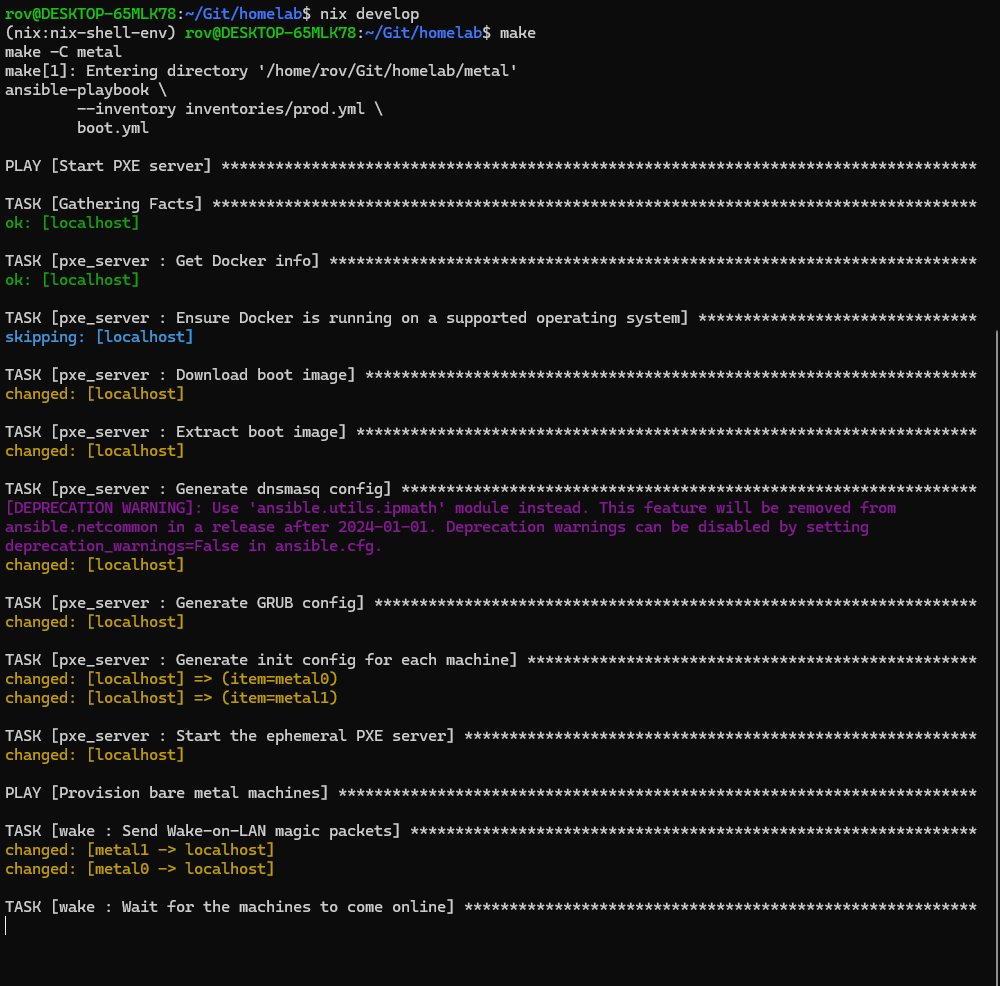 rov@DESKTOP-65MLK78:~/Git/homelab$ nix develop
(nix:nix-shell-env) rov@DESKTOP-65MLK78:~/Git/homelab$ make
make -C metal
make[1]: Entering directory '/home/rov/Git/homelab/metal'
ansible-playbook \
        --inventory inventories/prod.yml \
        boot.yml

PLAY [Start PXE server] ************************************************************************************

TASK [Gathering Facts] *************************************************************************************
ok: [localhost]

TASK [pxe_server : Get Docker info] ************************************************************************
ok: [localhost]

TASK [pxe_server : Ensure Docker is running on a supported operating system] *******************************
skipping: [localhost]

TASK [pxe_server : Download boot image] ********************************************************************
changed: [localhost]

TASK [pxe_server : Extract boot image] *********************************************************************
changed: [localhost]

TASK [pxe_server : Generate dnsmasq config] ****************************************************************
[DEPRECATION WARNING]: Use 'ansible.utils.ipmath' module instead. This feature will be removed from
ansible.netcommon in a release after 2024-01-01. Deprecation warnings can be disabled by setting
deprecation_warnings=False in ansible.cfg.
changed: [localhost]

TASK [pxe_server : Generate GRUB config] *******************************************************************
changed: [localhost]

TASK [pxe_server : Generate init config for each machine] **************************************************
changed: [localhost] => (item=metal0)
changed: [localhost] => (item=metal1)

TASK [pxe_server : Start the ephemeral PXE server] *********************************************************
changed: [localhost]

PLAY [Provision bare metal machines] ***********************************************************************

TASK [wake : Send Wake-on-LAN magic packets] ***************************************************************
changed: [metal1 -> localhost]
changed: [metal0 -> localhost]

TASK [wake : Wait for the machines to come online] *********************************************************